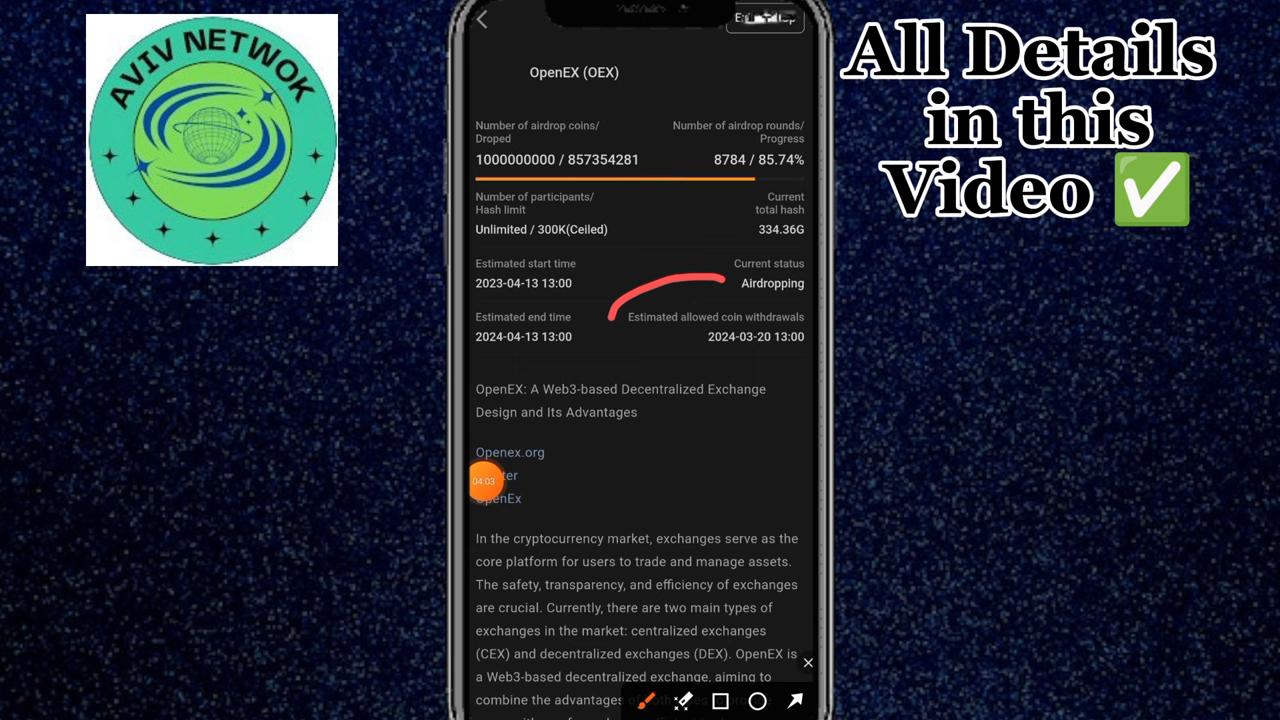 AVIV NETWOK
All Details
in this
Video ✅
OpenEX (OEX)
Number of airdrop coins/
Droped
1000000000 / 857354281
Number of airdrop rounds/
Progress
8784 / 85.74%
Number of participants/
Hash limit
Unlimited / 300K(Ceiled)
Current
total hash
334.36G
Estimated start time
2023-04-13 13:00
Current status
Airdropping
Estimated end time
2024-04-13 13:00
Estimated allowed coin withdrawals
2024-03-20 13:00
OpenEX: A Web3-based Decentralized Exchange
Design and Its Advantages
Openex.org
ter
04:03
OpenEx
In the cryptocurrency market, exchanges serve as the
core platform for users to trade and manage assets.
The safety, transparency, and efficiency of exchanges
are crucial. Currently, there are two main types of
exchanges in the market: centralized exchanges
(CEX) and decentralized exchanges (DEX). OpenEX is
a Web3-based decentralized exchange, aiming to
combine the advantages